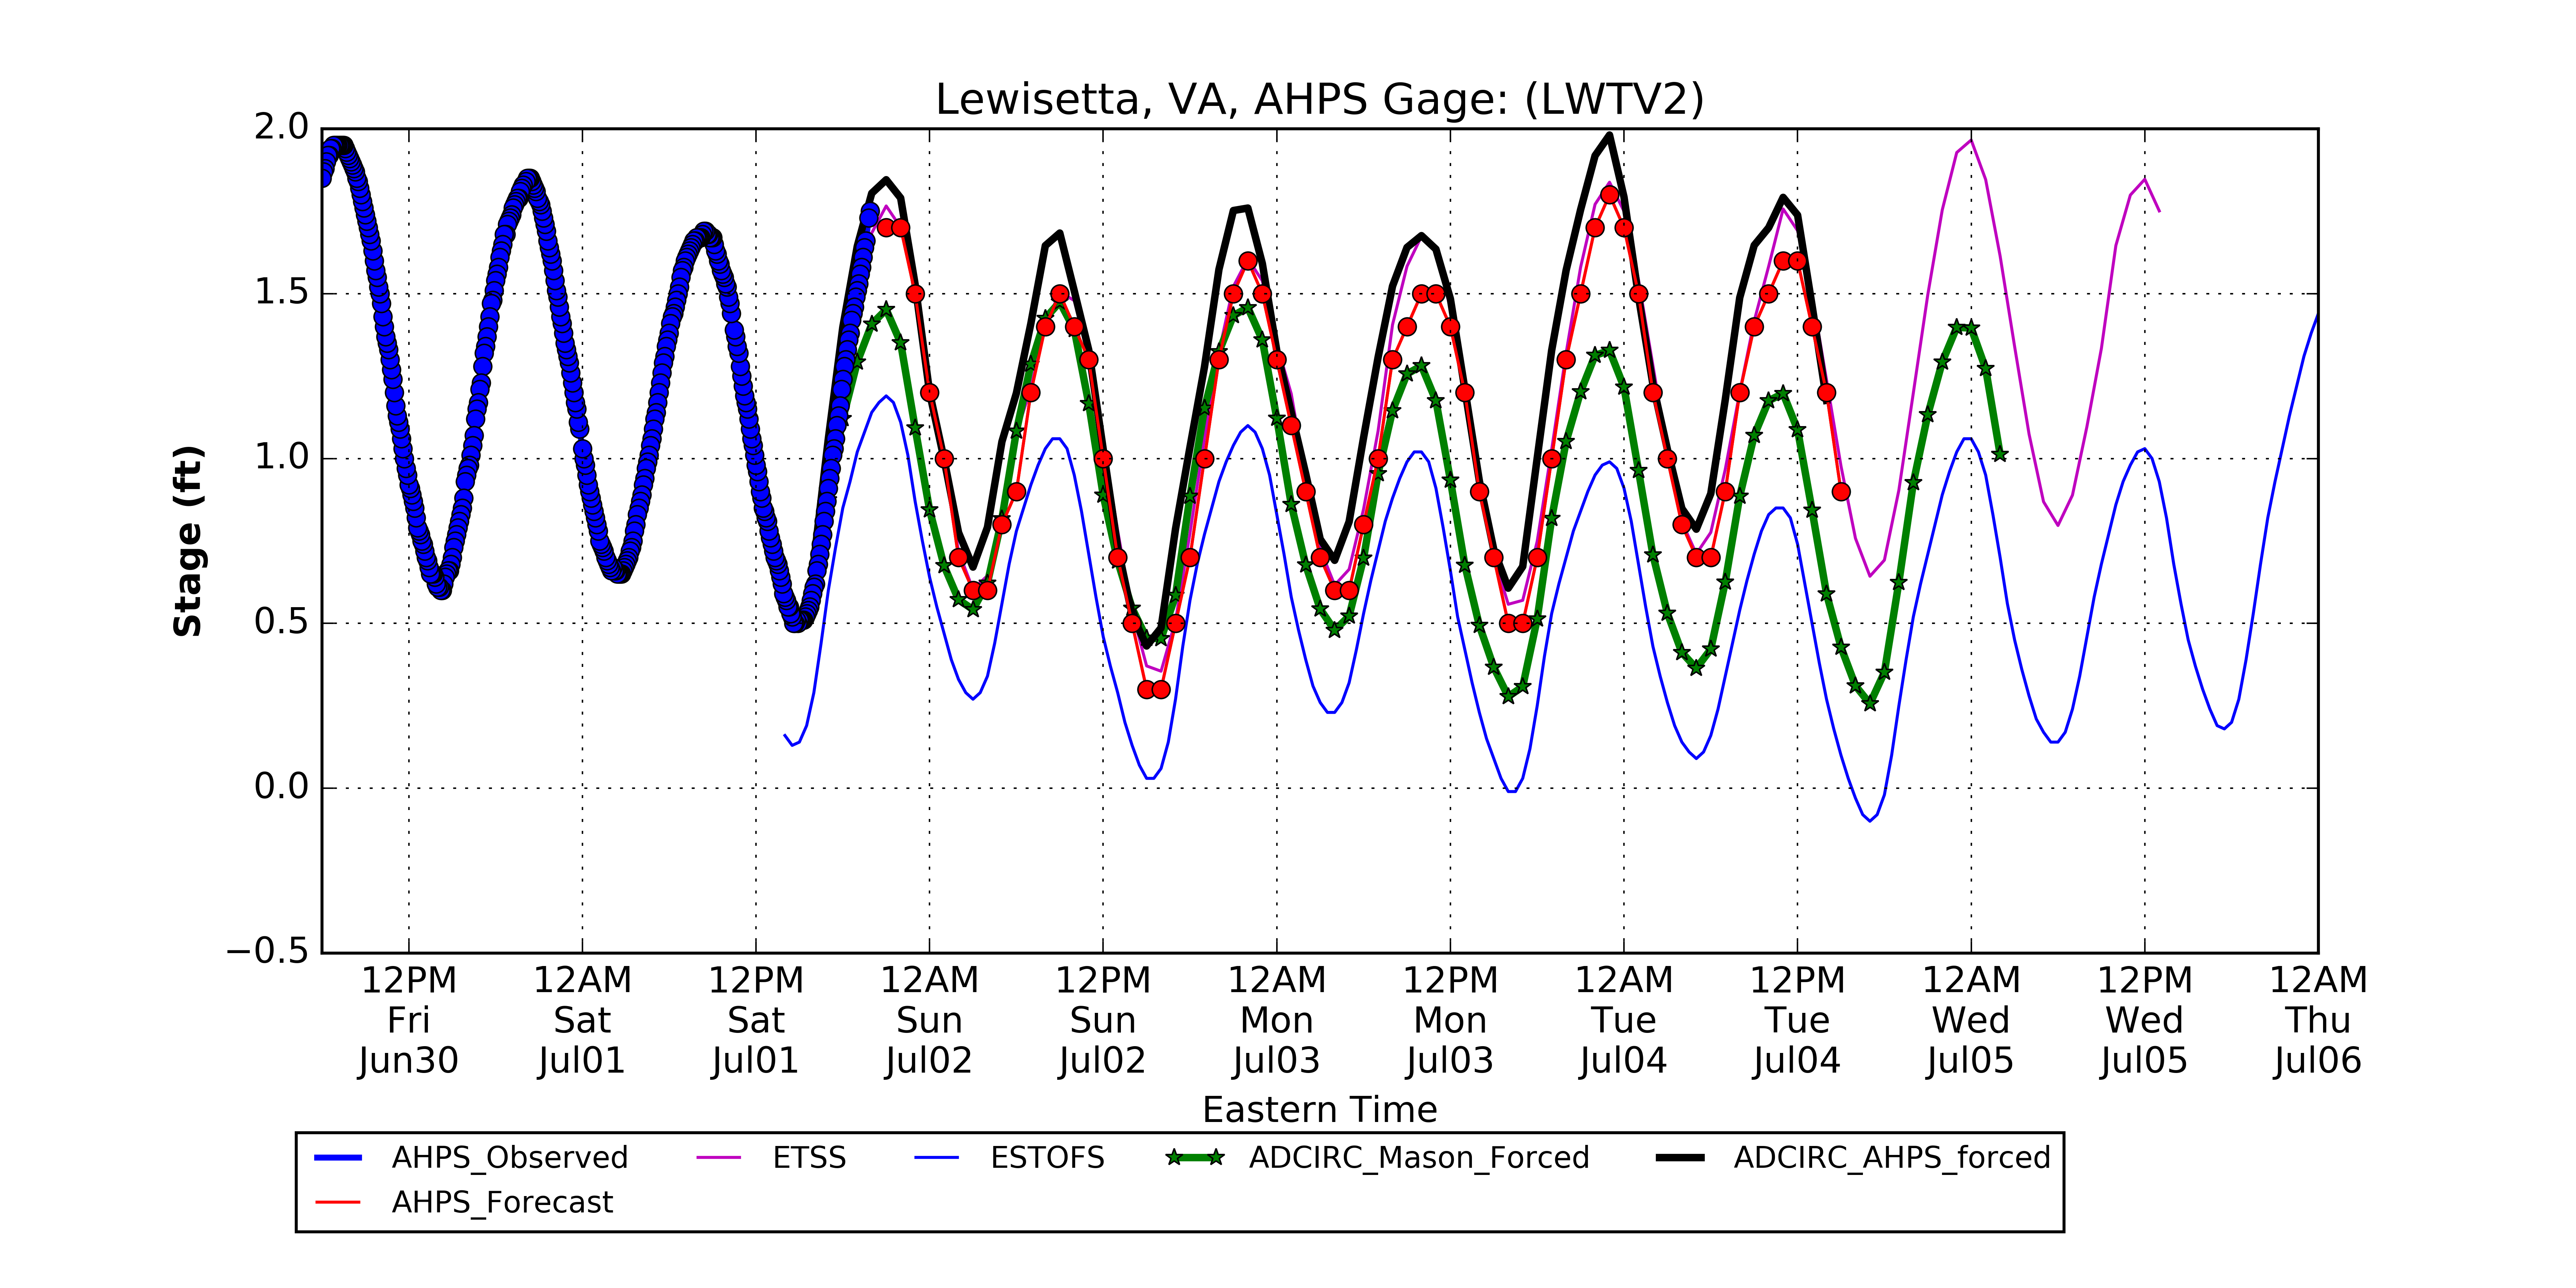 Lewisetta, VA, AHPS Gage: (LWTV2)
2.0
1.5
1.0
0.5
0.0
−0.5
Stage (ft)
12PM 12AM 12PM 12AM 12PM 12AM 12PM 12AM 12PM 12AM 12PM 12AM
Fri Sat Sat Sun Sun Mon Mon Tue Tue Wed Wed Thu
Jun30 Jul01 Jul01 Jul02 Jul02 Jul03 Jul03 Jul04 Jul04 Jul05 Jul05 Jul06
Eastern Time
AHPS_Observed ETSS ESTOFS ADCIRC_Mason_Forced ADCIRC_AHPS_forced
AHPS_Forecast